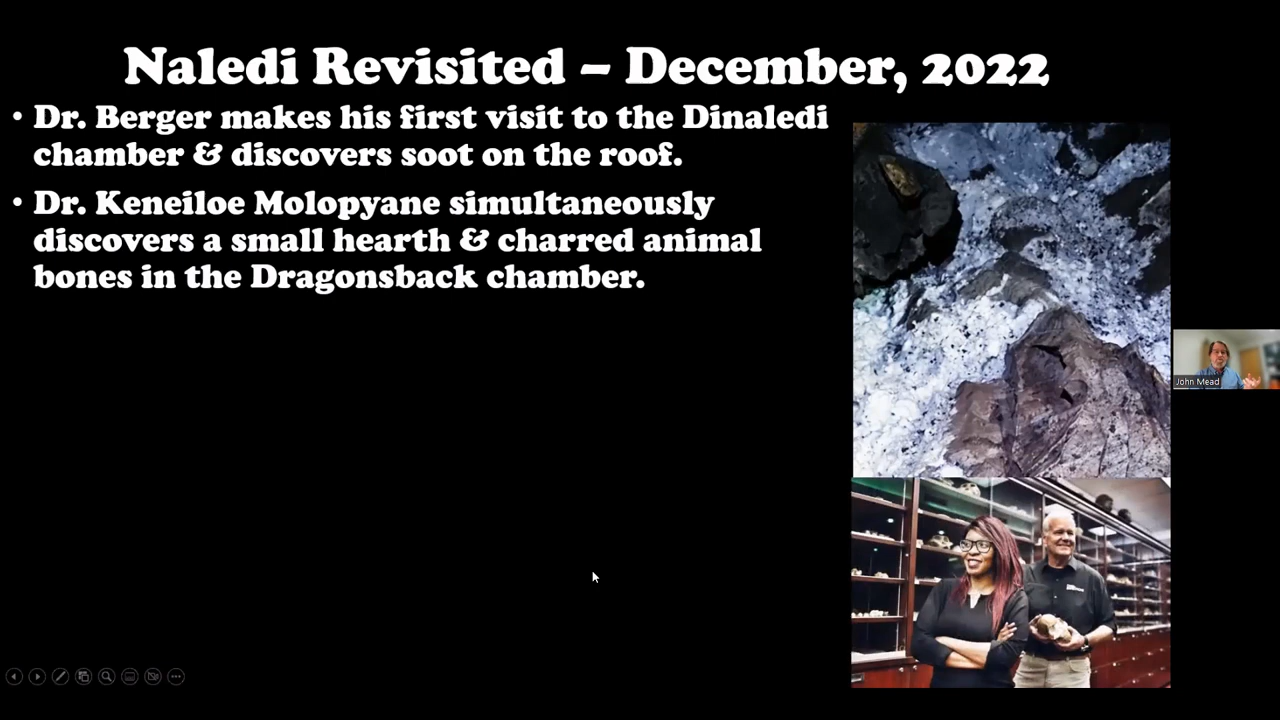 Naledi Revisited – December, 2022
• Dr. Berger makes his first visit to the Dinaledi
chamber & discovers soot on the roof.
• Dr. Keneiloe Molopyane simultaneously
discovers a small hearth & charred animal
bones in the Dragonsback chamber.
John Mead